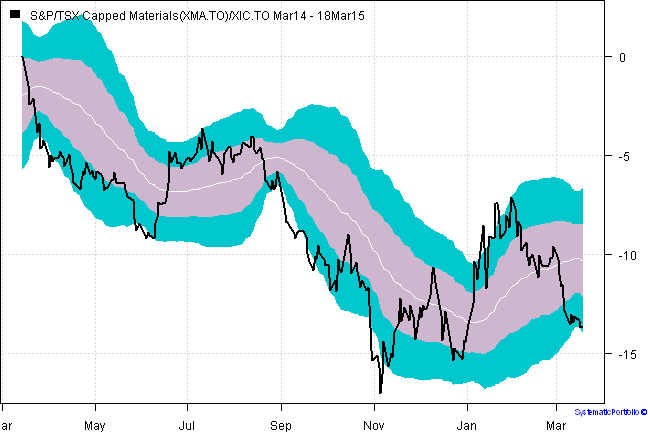 S&P/TSX Capped Materials(XMA.TO)/XIC.TO Mar14 - 18Mar15
0
-5
-10
-15
ar May Jul Sep Nov Jan Mar
SystematicPortfolio ©